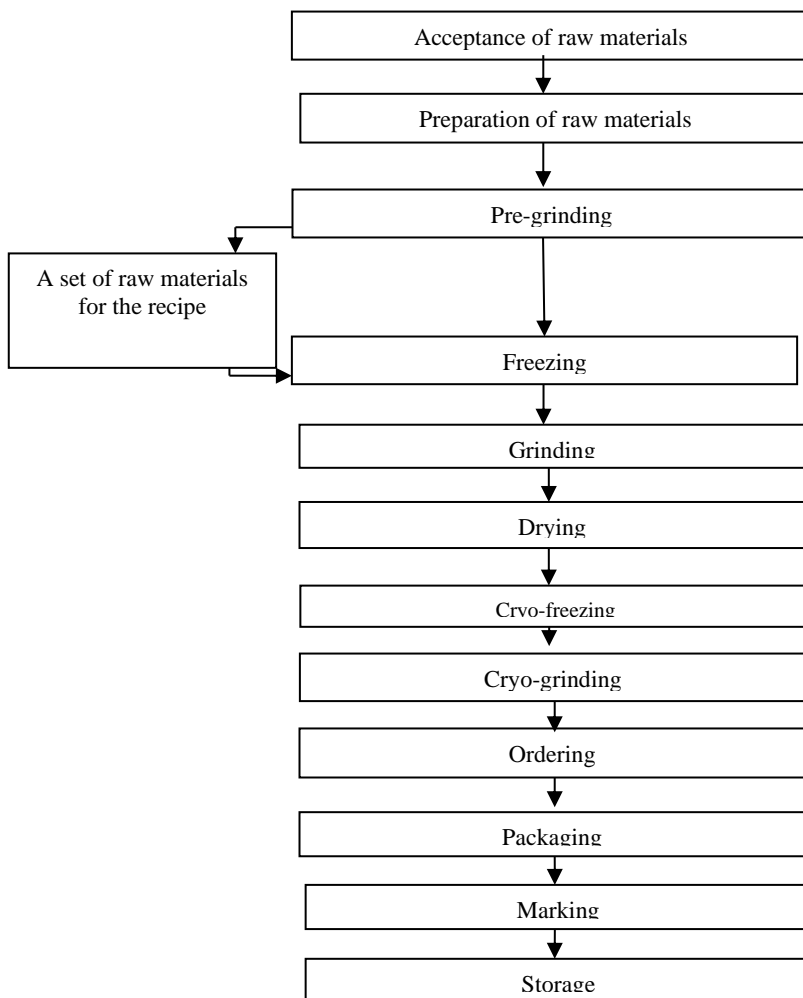 Acceptance of raw materials
Preparation of raw materials
Pre-grinding
A set of raw materials
for the recipe
Freezing
Grinding
Drying
Cryo-freezing
Cryo-grinding
Ordering
Packaging
Marking
Storage